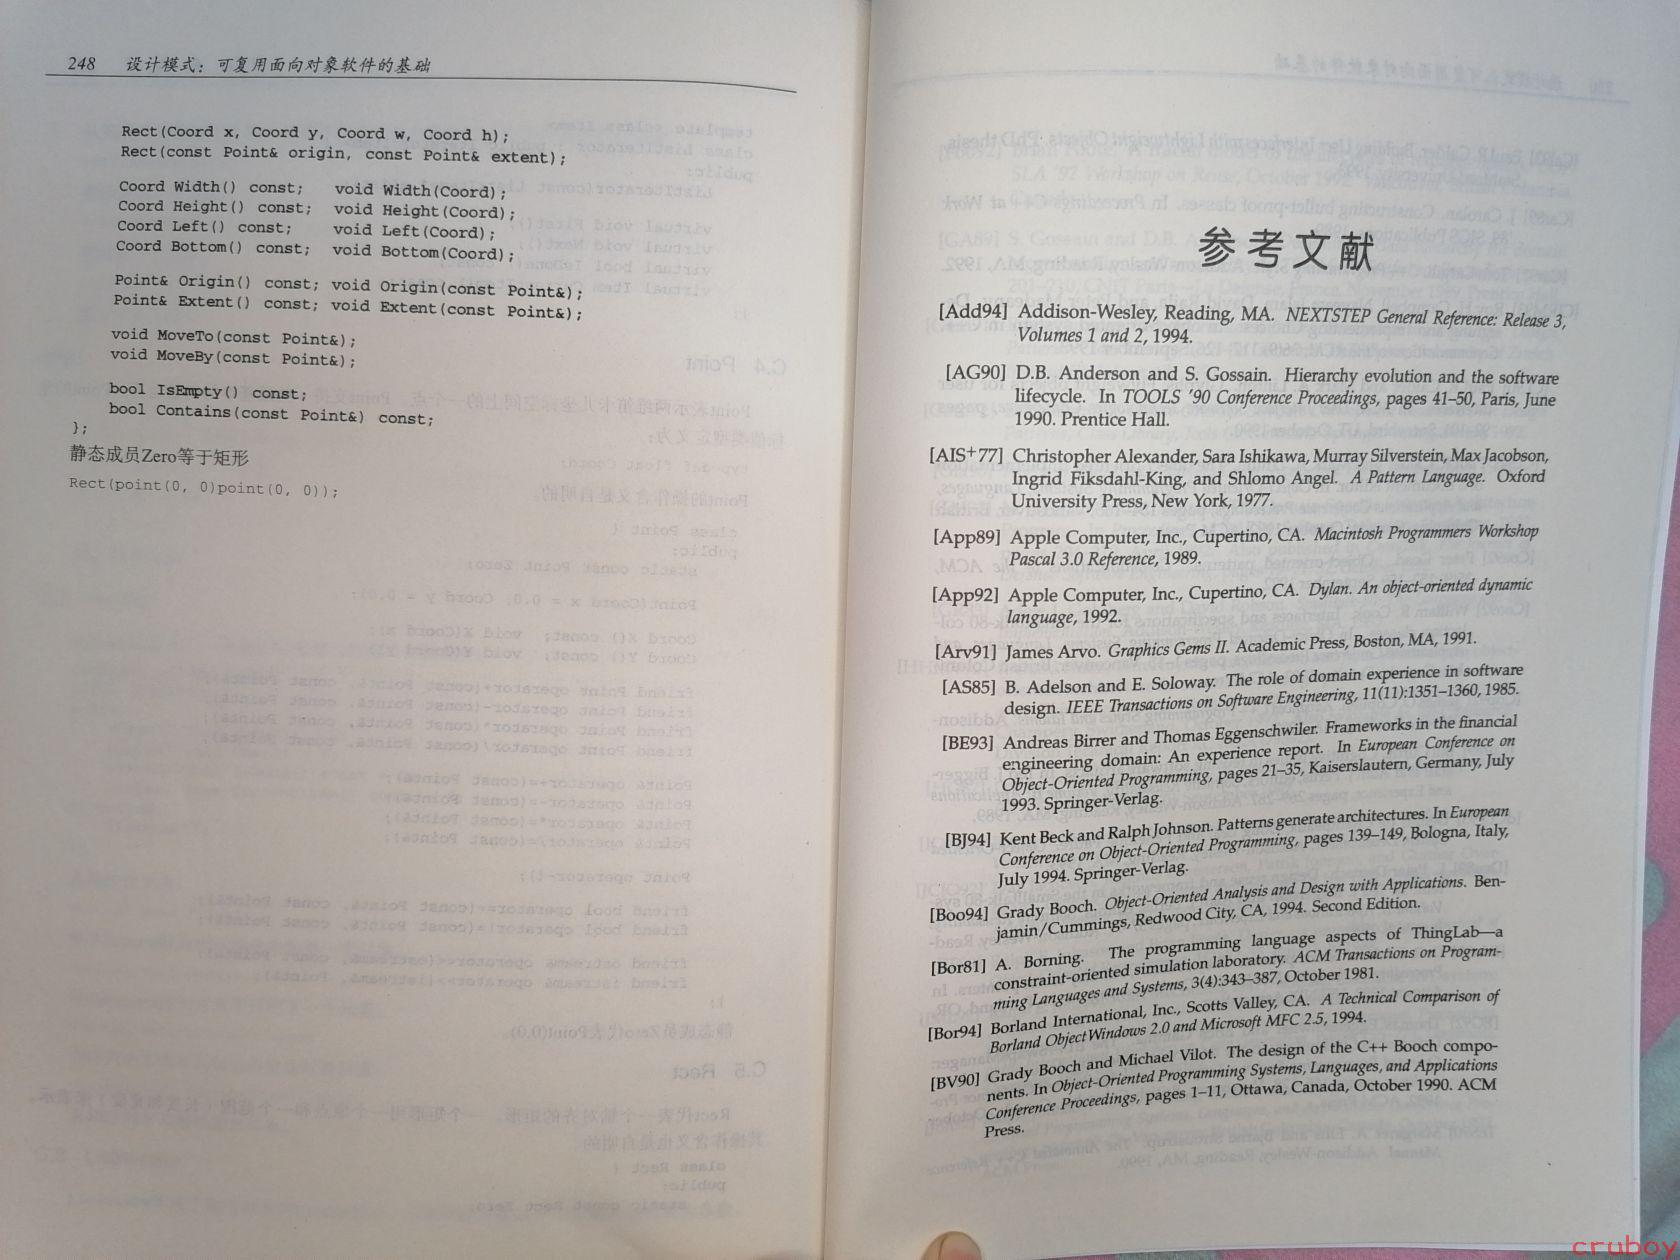 248 设计模式：可复用面向对象软件的基础
Rect(Coord x, Coord y, Coord w, Coord h);
Rect(const Point& origin, const Point& extent);
Coord Width() const; void Width(Coord);
Coord Height() const; void Height(Coord);
Coord Left() const; void Left(Coord);
Coord Bottom() const; void Bottom(Coord);
Point& Origin() const; void Origin(const Point&);
Point& Extent() const; void Extent(const Point&);
void MoveTo(const Point&);
void MoveBy(const Point&);
bool IsEmpty() const;
bool Contains(const Point&) const;
};
静态成员Zero等于矩形
Rect(point(0, 0)point(0, 0));
参考文献
[Add94] Addison-Wesley, Reading, MA. NEXTSTEP General Reference: Release 3,
Volumes 1 and 2, 1994.
[AG90] D.B. Anderson and S. Gossain. Hierarchy evolution and the software
lifecycle. In TOOLS '90 Conference Proceedings, pages 41–50, Paris, June
1990. Prentice Hall.
[AIS+77] Christopher Alexander, Sara Ishikawa, Murray Silverstein, Max Jacobson,
Ingrid Fiksdahl-King, and Shlomo Angel. A Pattern Language. Oxford
University Press, New York, 1977.
[App89] Apple Computer, Inc., Cupertino, CA. Macintosh Programmers Workshop
Pascal 3.0 Reference, 1989.
[App92] Apple Computer, Inc., Cupertino, CA. Dylan. An object-oriented dynamic
language, 1992.
[Arv91] James Arvo. Graphics Gems II. Academic Press, Boston, MA, 1991.
[AS85] B. Adelson and E. Soloway. The role of domain experience in software
design. IEEE Transactions on Software Engineering, 11(11):1351–1360, 1985.
[BE93] Andreas Birrer and Thomas Eggenschwiler. Frameworks in the financial
engineering domain: An experience report. In European Conference on
Object-Oriented Programming, pages 21–35, Kaiserslautern, Germany, July
1993. Springer-Verlag.
[BJ94] Kent Beck and Ralph Johnson. Patterns generate architectures. In European
Conference on Object-Oriented Programming, pages 139–149, Bologna, Italy,
July 1994. Springer-Verlag.
[Boo94] Grady Booch. Object-Oriented Analysis and Design with Applications. Ben-
jamin/Cummings, Redwood City, CA, 1994. Second Edition.
[Bor81] A. Borning. The programming language aspects of ThingLab—a
constraint-oriented simulation laboratory. ACM Transactions on Program-
ming Languages and Systems, 3(4):343–387, October 1981.
[Bor94] Borland International, Inc., Scotts Valley, CA. A Technical Comparison of
Borland ObjectWindows 2.0 and Microsoft MFC 2.5, 1994.
[BV90] Grady Booch and Michael Vilot. The design of the C++ Booch compo-
nents. In Object-Oriented Programming Systems, Languages, and Applications
Conference Proceedings, pages 1–11, Ottawa, Canada, October 1990. ACM
Press.
cruboy